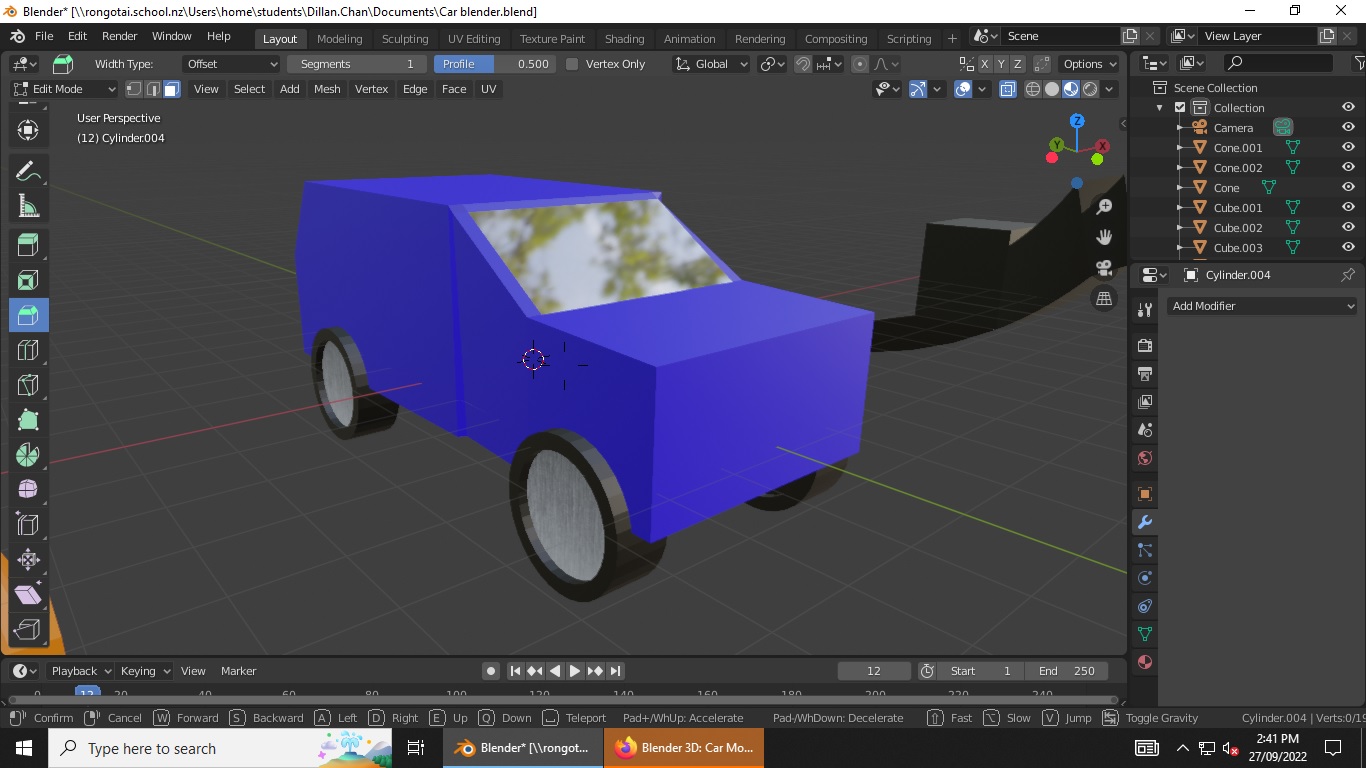 Blender* [\\rongotai.school.nz\Users\home\students\Dillan.Chan\Documents\Car blender.blend]
File Edit Render Window Help Layout Modeling Sculpting UV Editing Texture Paint Shading Animation Rendering Compositing Scripting + Scene View Layer
Width Type: Offset Segments 1 Profile 0.500 Vertex Only Global X Y Z Options
Edit Mode View Select Add Mesh Vertex Edge Face UV
Scene Collection
Collection
Camera
Cone.001
Cone.002
Cone
Cube.001
Cube.002
Cube.003
User Perspective
(12) Cylinder.004
Z
Y
X
Cylinder.004
Add Modifier
Playback Keying View Marker 12 Start 1 End 250
0 12 20 40 60 80 100 120 140 160 180 200 220 240
Confirm Cancel W Forward S Backward A Left D Right E Up Q Down Teleport Pad+/WhUp: Accelerate Pad-/WhDown: Decelerate Fast Slow V Jump Toggle Gravity Cylinder.004 | Verts:0/19
Type here to search
Blender* [\\rongot...
Blender 3D: Car Mo...
2:41 PM
27/09/2022